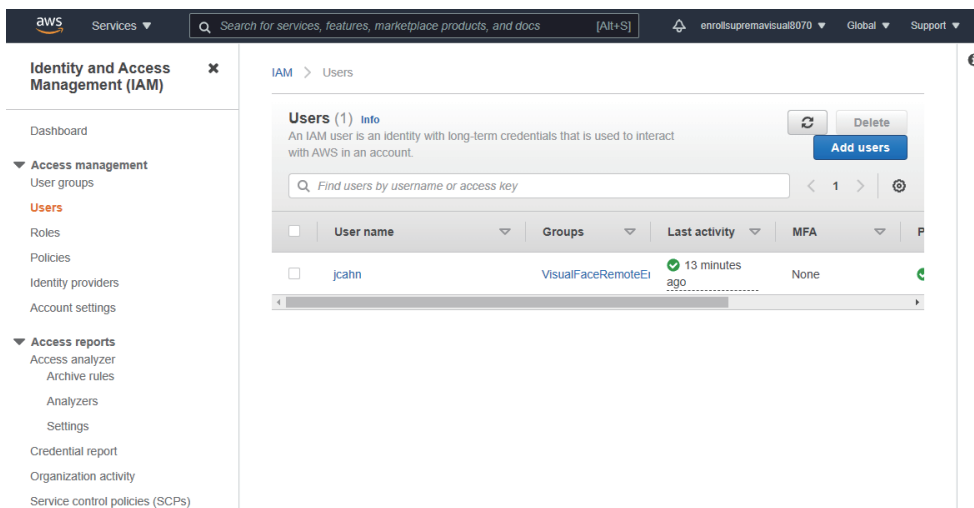 aws Services Search for services, features, marketplace products, and docs [Alt+S] enrollsupremavisual8070 Global Support
Identity and Access
Management (IAM)
Dashboard
Access management
User groups
Users
Roles
Policies
Identity providers
Account settings
Access reports
Access analyzer
Archive rules
Analyzers
Settings
Credential report
Organization activity
Service control policies (SCPs)
IAM > Users
Users (1) Info
An IAM user is an identity with long-term credentials that is used to interact
with AWS in an account.
Delete
Add users
Find users by username or access key
1
User name Groups Last activity MFA P
jcahn VisualFaceRemoteE 13 minutes
ago None